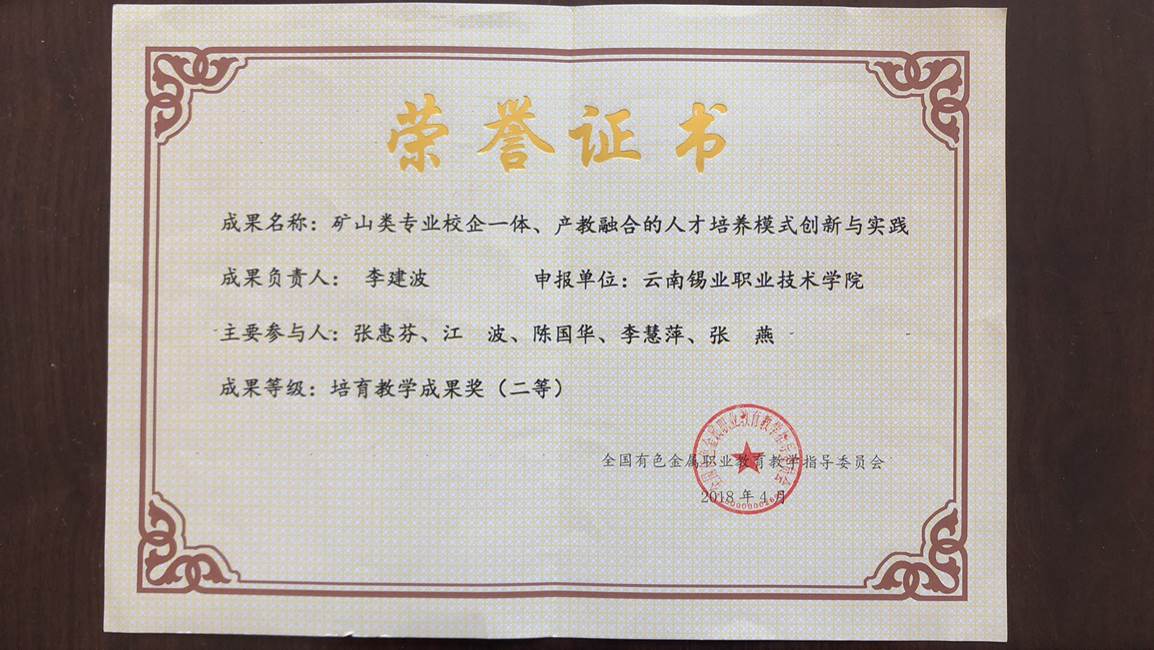 荣誉证书
成果名称：矿山类专业校企一体、产教融合的人才培养模式创新与实践
成果负责人： 李建波 申报单位：云南锡业职业技术学院
主要参与人：张惠芬、江 波、陈国华、李慧萍、张 燕
成果等级：培育教学成果奖（二等）
全国有色金属职业教育教学指导委员会
2018 年 4 月